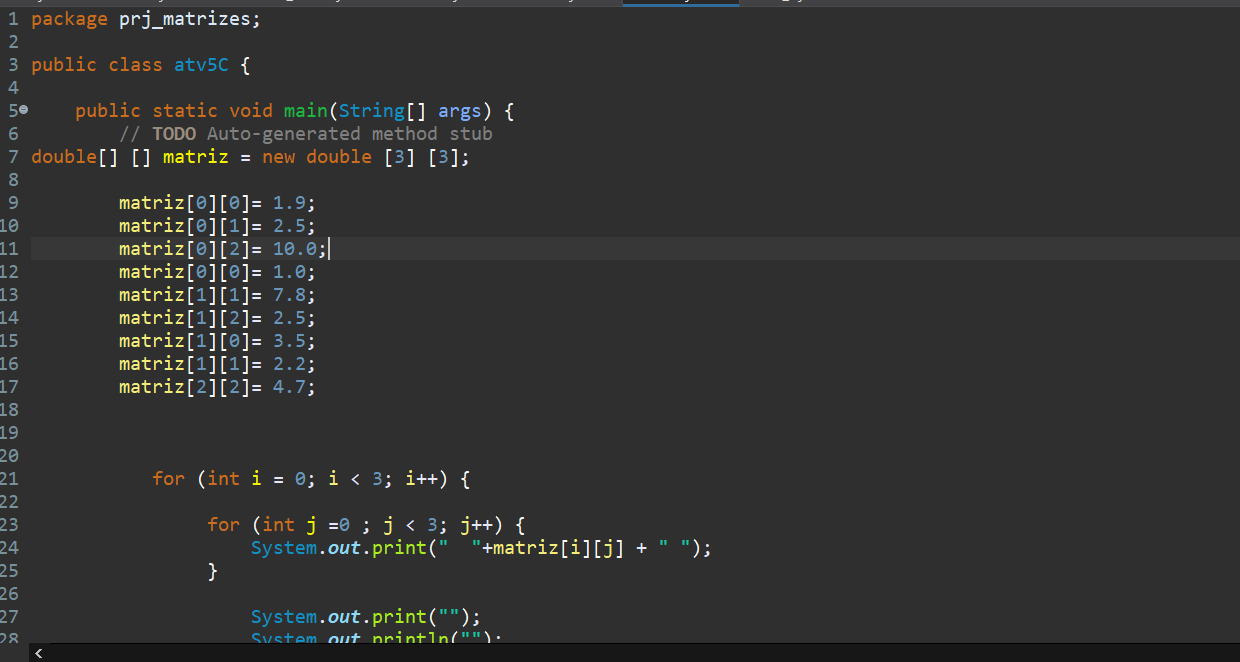 1 package prj_matrizes;
2
3 public class atv5C {
4
5 public static void main(String[] args) {
6 // TODO Auto-generated method stub
7 double[] [] matriz = new double [3] [3];
8
9 matriz[0][0]= 1.9;
10 matriz[0][1]= 2.5;
11 matriz[0][2]= 10.0;
12 matriz[0][0]= 1.0;
13 matriz[1][1]= 7.8;
14 matriz[1][2]= 2.5;
15 matriz[1][0]= 3.5;
16 matriz[1][1]= 2.2;
17 matriz[2][2]= 4.7;
18
19
20
21 for (int i = 0; i < 3; i++) {
22
23 for (int j =0 ; j < 3; j++) {
24 System.out.print("  "+matriz[i][j] + " ");
25 }
26
27 System.out.print("");
28 System.out.println("");